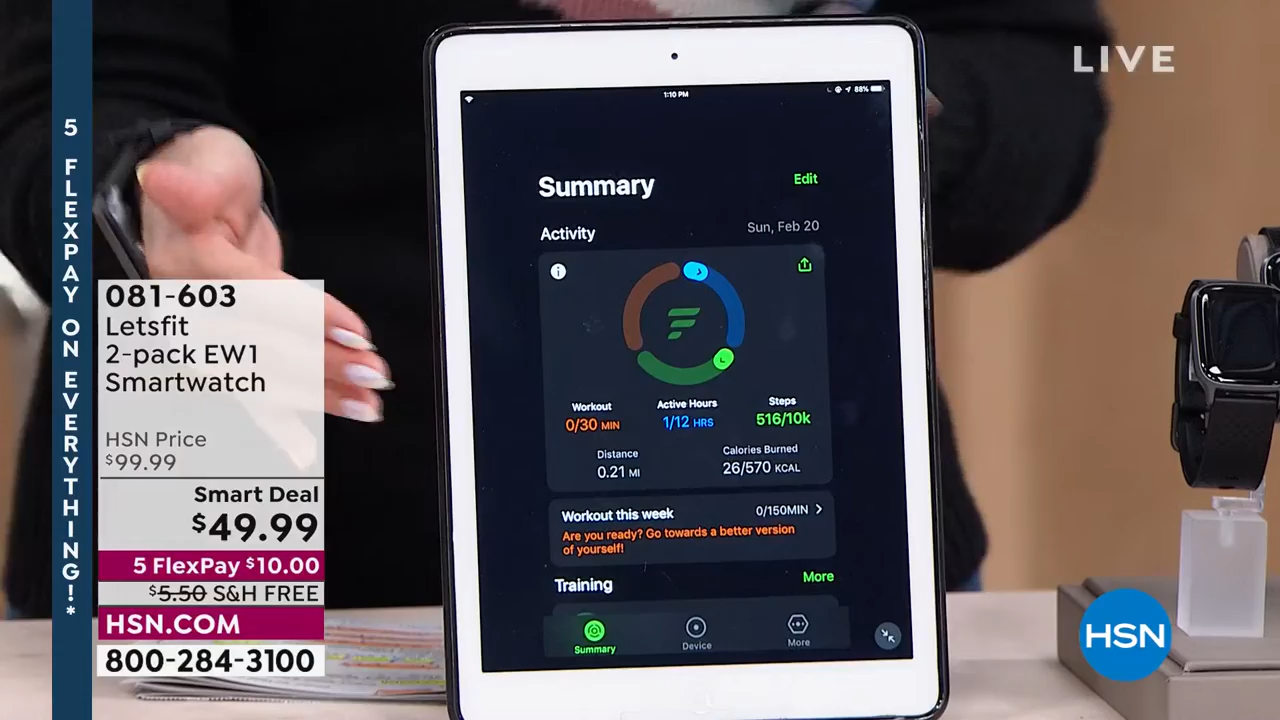 5 FLEXPAY ON EVERYTHING!*
LIVE
1:10 PM
88%
Summary
Edit
Activity
Sun, Feb 20
Workout
0/30 MIN
Active Hours
1/12 HRS
Steps
516/10k
Distance
0.21 MI
Calories Burned
26/570 KCAL
Workout this week
0/150MIN
Are you ready? Go towards a better version
of yourself!
Training
More
Summary
Device
More
081-603
Letsfit
2-pack EW1
Smartwatch
HSN Price
$99.99
Smart Deal
$49.99
5 FlexPay $10.00
$5.50 S&H FREE
HSN.COM
800-284-3100
HSN